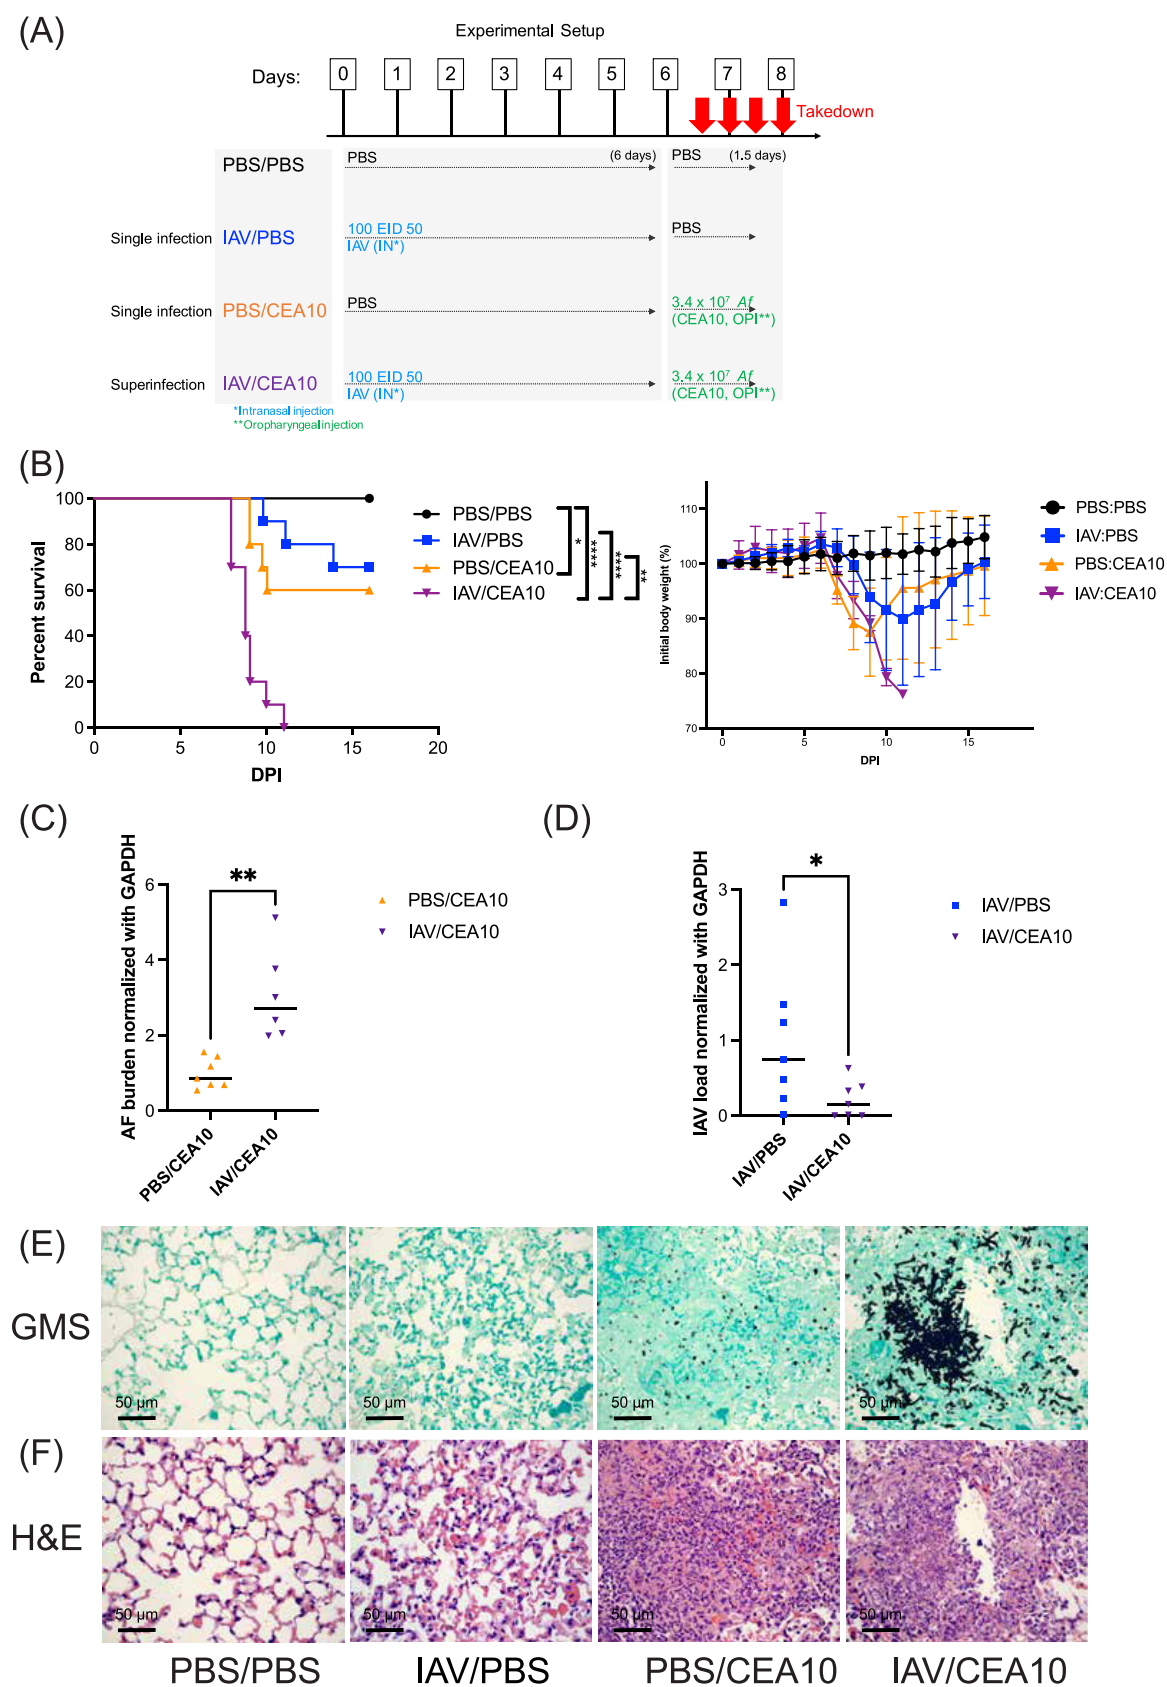 (A)
Experimental Setup
Days: 0 1 2 3 4 5 6 7 8
Takedown
PBS/PBS PBS (6 days) PBS (1.5 days)
Single infection IAV/PBS 100 EID 50 PBS
IAV (IN*)
Single infection PBS/CEA10 PBS 3.4 x 10⁷ Af
(CEA10, OPI**)
Superinfection IAV/CEA10 100 EID 50 3.4 x 10⁷ Af
IAV (IN*) (CEA10, OPI**)
*Intranasal injection
**Oropharyngeal injection
(B)
Percent survival
100
80
60
40
20
0
0 5 10 15 20
DPI
PBS/PBS
IAV/PBS
PBS/CEA10
IAV/CEA10
* **** **** **
Initial body weight (%)
110
100
90
80
70
0 5 10 15
DPI
PBS:PBS
IAV:PBS
PBS:CEA10
IAV:CEA10
(C)
AF burden normalized with GAPDH
6
4
2
0
**
PBS/CEA10
IAV/CEA10
PBS/CEA10
IAV/CEA10
(D)
IAV load normalized with GAPDH
3
2
1
0
*
IAV/PBS
IAV/CEA10
IAV/PBS
IAV/CEA10
(E)
GMS
50 µm 50 µm 50 µm 50 µm
(F)
H&E
50 µm 50 µm 50 µm 50 µm
PBS/PBS IAV/PBS PBS/CEA10 IAV/CEA10